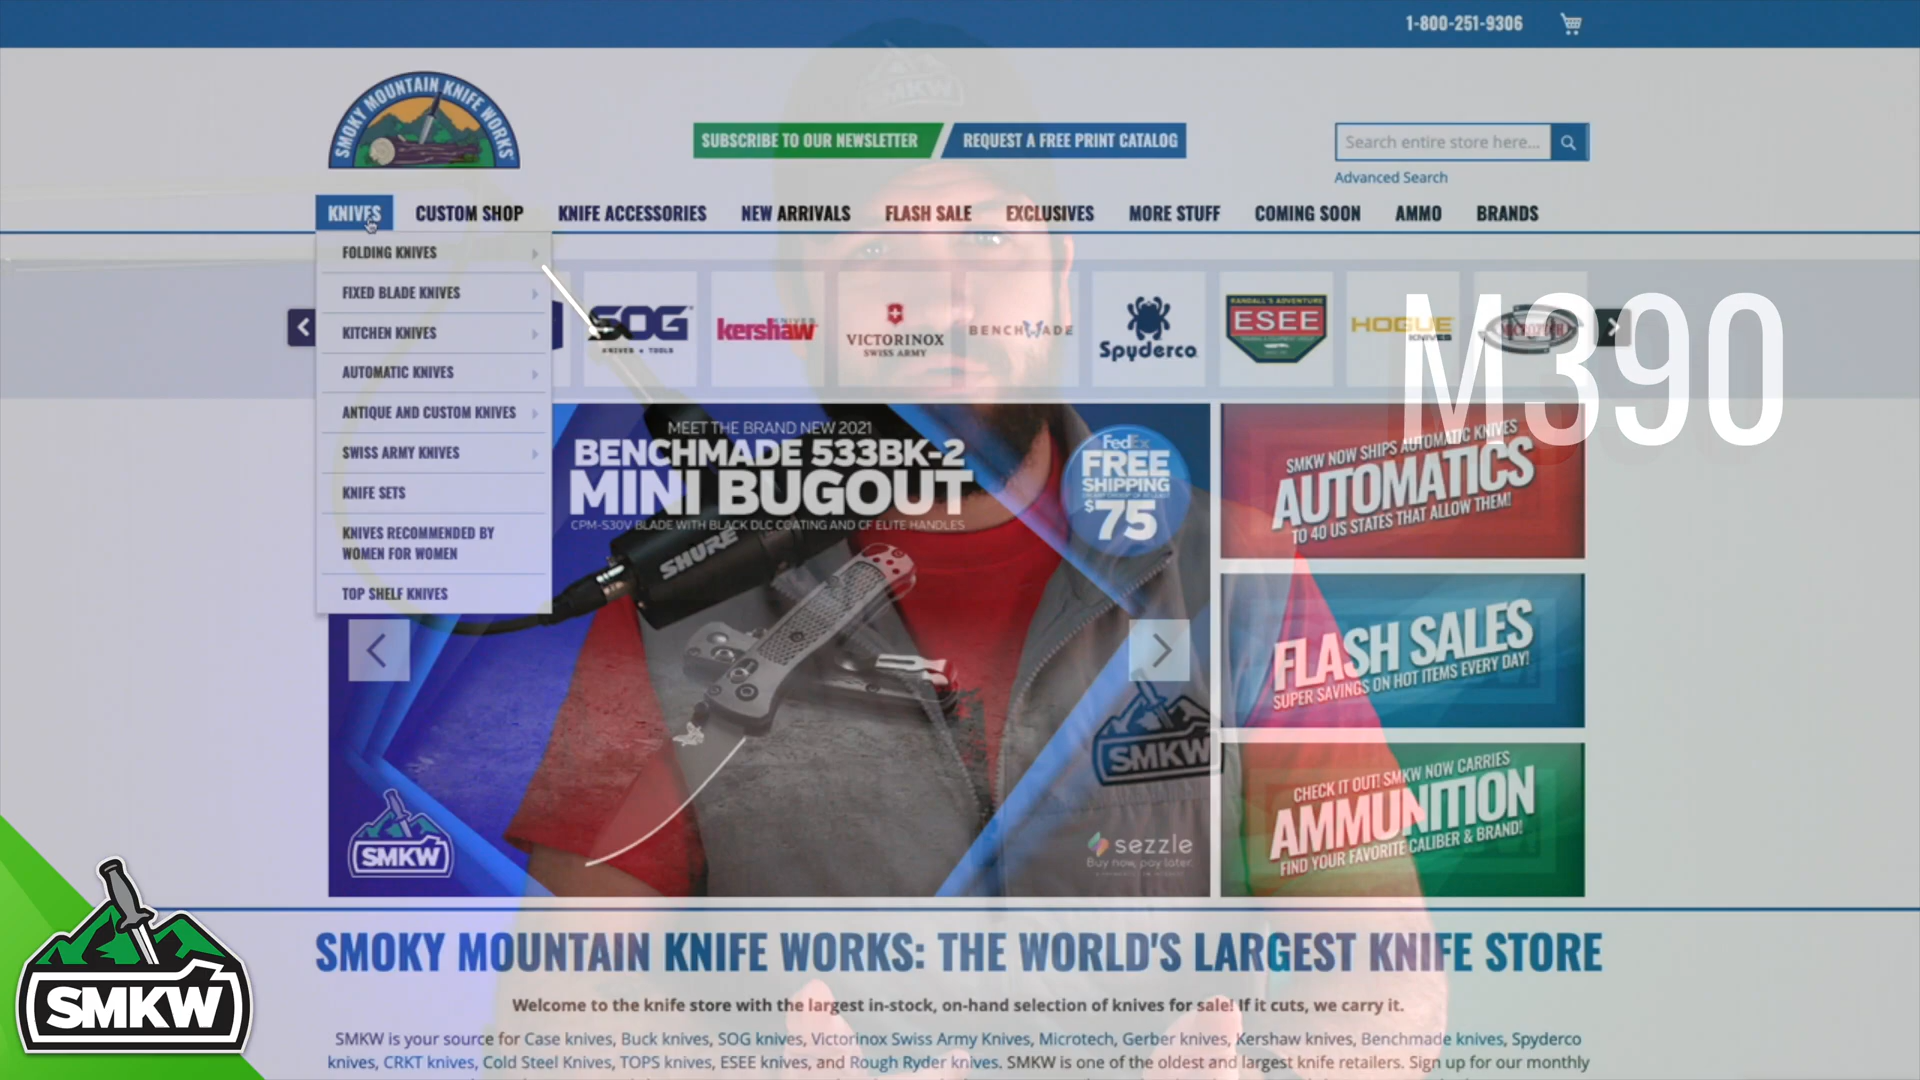 1-800-251-9306
SMKW
SMOKY MOUNTAIN KNIFE WORKS
SUBSCRIBE TO OUR NEWSLETTER
REQUEST A FREE PRINT CATALOG
Search entire store here...
Advanced Search
KNIVES
CUSTOM SHOP
KNIFE ACCESSORIES
NEW ARRIVALS
FLASH SALE
EXCLUSIVES
MORE STUFF
COMING SOON
AMMO
BRANDS
FOLDING KNIVES
FIXED BLADE KNIVES
KITCHEN KNIVES
AUTOMATIC KNIVES
ANTIQUE AND CUSTOM KNIVES
SWISS ARMY KNIVES
KNIFE SETS
KNIVES RECOMMENDED BY
WOMEN FOR WOMEN
TOP SHELF KNIVES
SOG
KNIVES + TOOLS
kershaw
KNIVES
VICTORINOX
SWISS ARMY
BENCHMADE
Spyderco
RANDALL'S ADVENTURE
ESEE
HOGUE
KNIVES
MICROTECH
M390
MEET THE BRAND NEW 2021
BENCHMADE 533BK-2
MINI BUGOUT
CPM-S30V BLADE WITH BLACK DLC COATING AND CF ELITE HANDLES
FedEx
FREE
SHIPPING
$75
SHURE
SMKW
SMKW
sezzle
Buy now, pay later
SMKW NOW SHIPS AUTOMATIC KNIVES
AUTOMATICS
TO 40 US STATES THAT ALLOW THEM!
FLASH SALES
SUPER SAVINGS ON HOT ITEMS EVERY DAY!
CHECK IT OUT! SMKW NOW CARRIES
AMMUNITION
FIND YOUR FAVORITE CALIBER & BRAND!
SMKW
SMOKY MOUNTAIN KNIFE WORKS: THE WORLD'S LARGEST KNIFE STORE
Welcome to the knife store with the largest in-stock, on-hand selection of knives for sale! If it cuts, we carry it.
SMKW is your source for Case knives, Buck knives, SOG knives, Victorinox Swiss Army Knives, Microtech, Gerber knives, Kershaw knives, Benchmade knives, Spyderco
knives, CRKT knives, Cold Steel Knives, TOPS knives, ESEE knives, and Rough Ryder knives. SMKW is one of the oldest and largest knife retailers. Sign up for our monthly